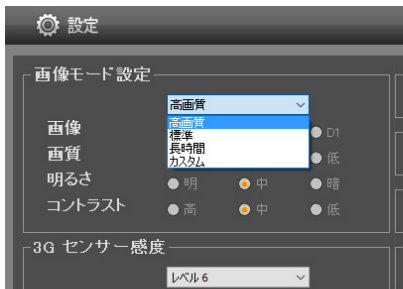 設定
画像モード設定
高画質
高画質
画像 標準 D1
長時間
画質 カスタム 低
明るさ 明 中 暗
コントラスト 高 中 低
3G センサー感度
レベル 6